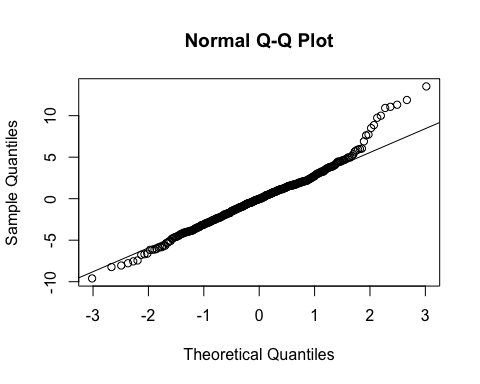 Normal Q-Q Plot
Sample Quantiles
10
5
0
-5
-10
-3 -2 -1 0 1 2 3
Theoretical Quantiles